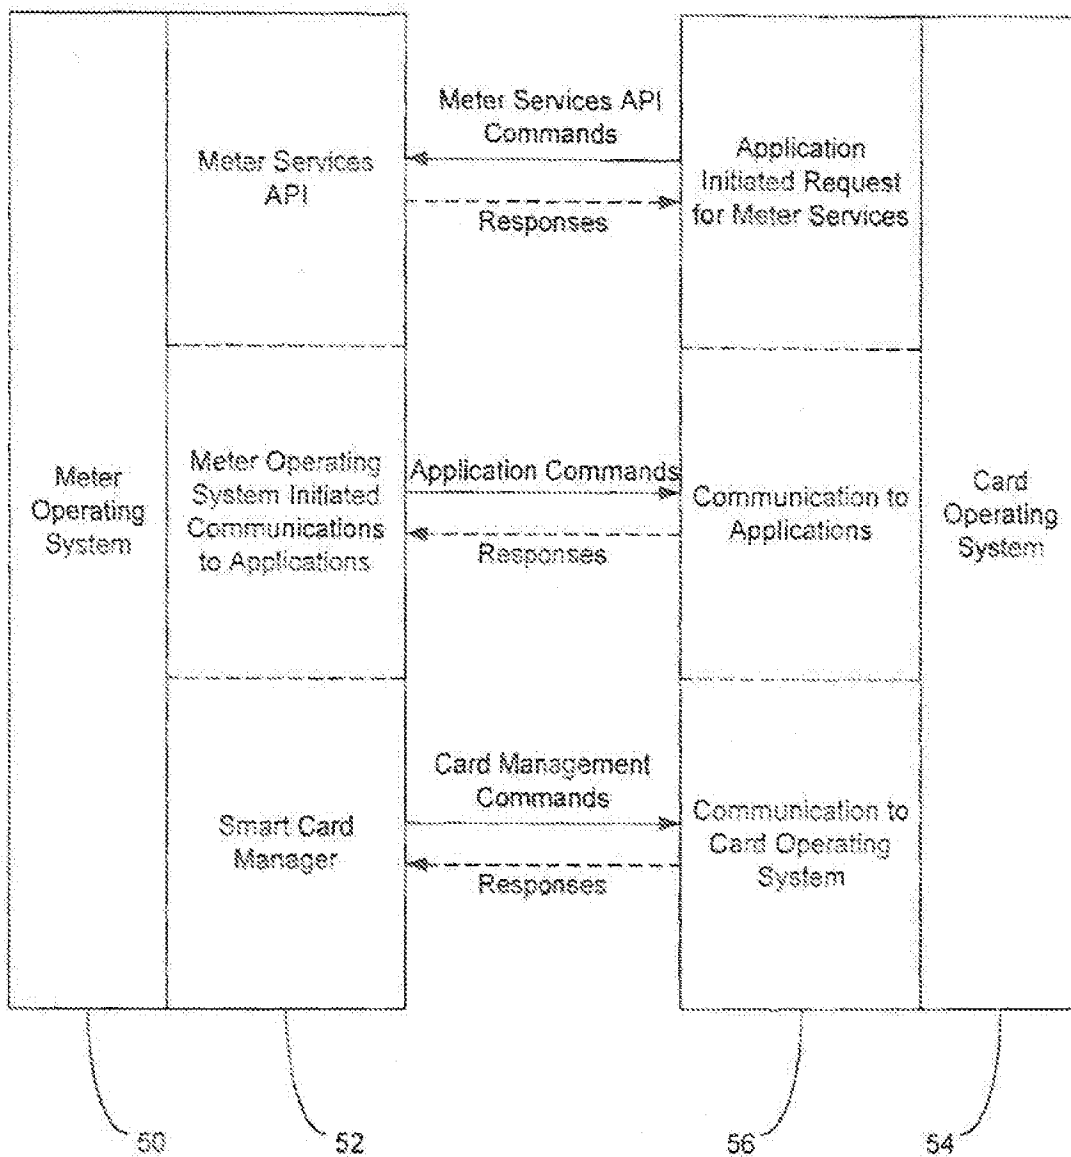 Meter Services API
Commands
Meter Services
API
Responses
Application
Initiated Request
for Meter Services
Meter
Operating
System
Meter Operating
System Initiated
Communications
to Applications
Application Commands
Responses
Communication to
Applications
Card
Operating
System
Smart Card
Manager
Card Management
Commands
Responses
Communication to
Card Operating
System
50
52
56
54